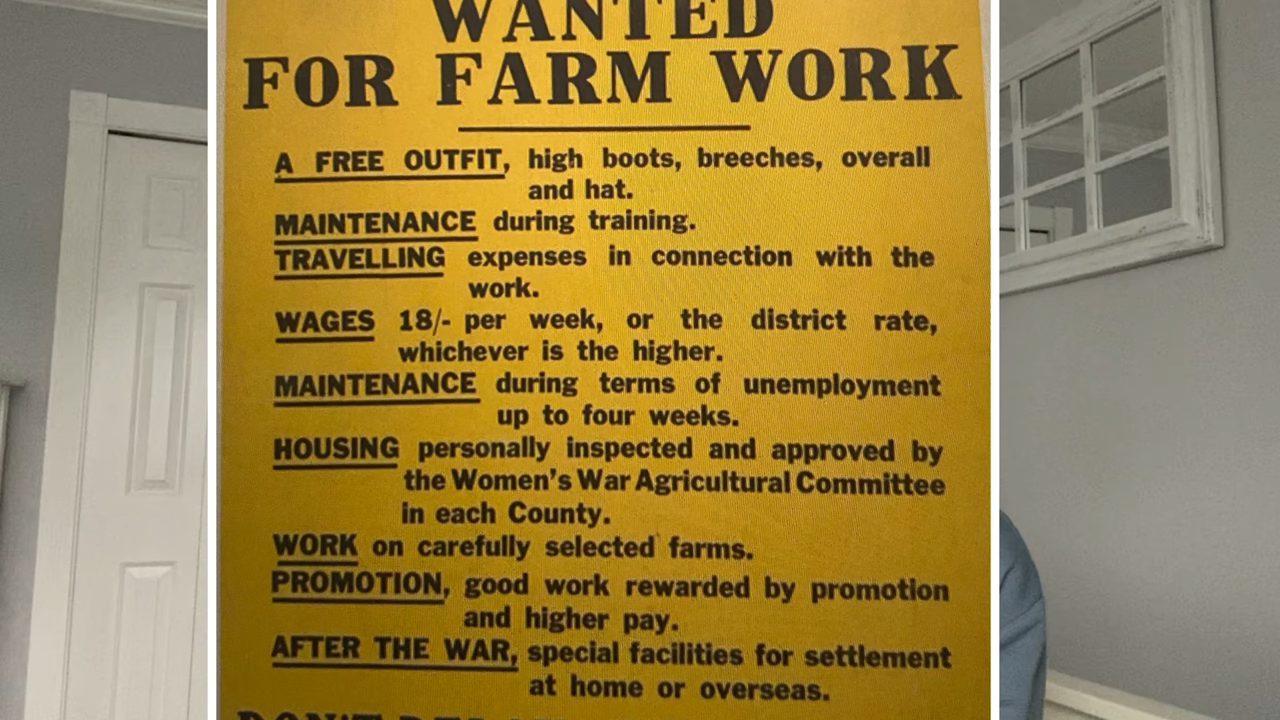 WANTED
FOR FARM WORK
A FREE OUTFIT, high boots, breeches, overall
and hat.
MAINTENANCE during training.
TRAVELLING expenses in connection with the
work.
WAGES 18/- per week, or the district rate,
whichever is the higher.
MAINTENANCE during terms of unemployment
up to four weeks.
HOUSING personally inspected and approved by
the Women's War Agricultural Committee
in each County.
WORK on carefully selected farms.
PROMOTION, good work rewarded by promotion
and higher pay.
AFTER THE WAR, special facilities for settlement
at home or overseas.
DON'T